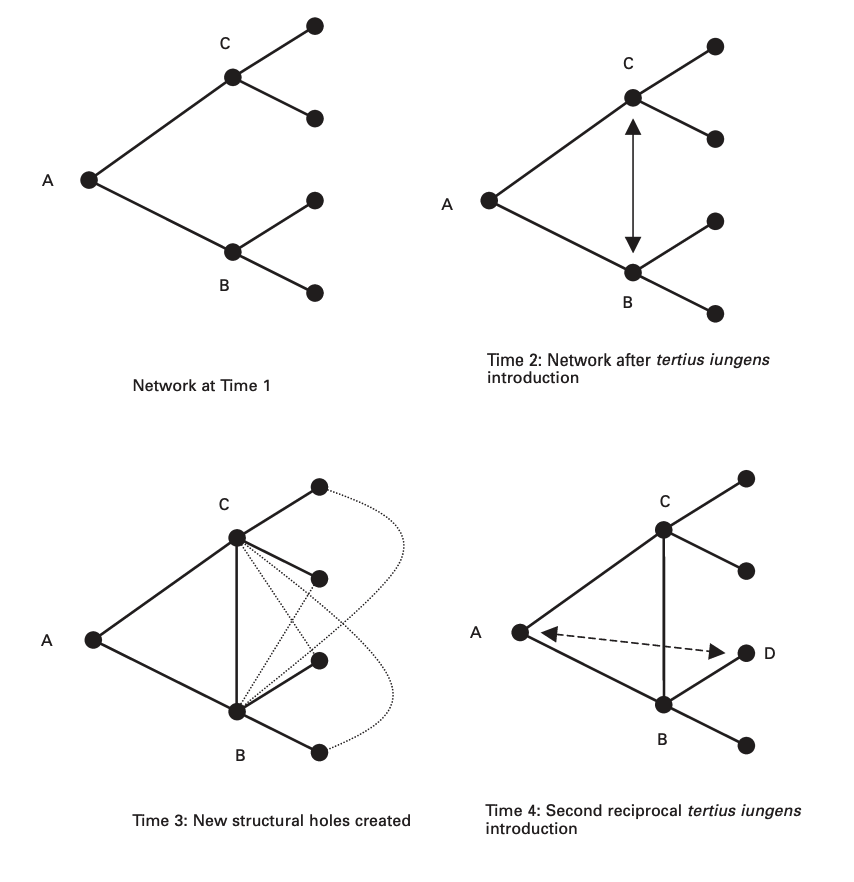 C
A
B
Network at Time 1
C
A
B
Time 2: Network after tertius iungens
introduction
C
A
B
Time 3: New structural holes created
C
A
D
B
Time 4: Second reciprocal tertius iungens
introduction